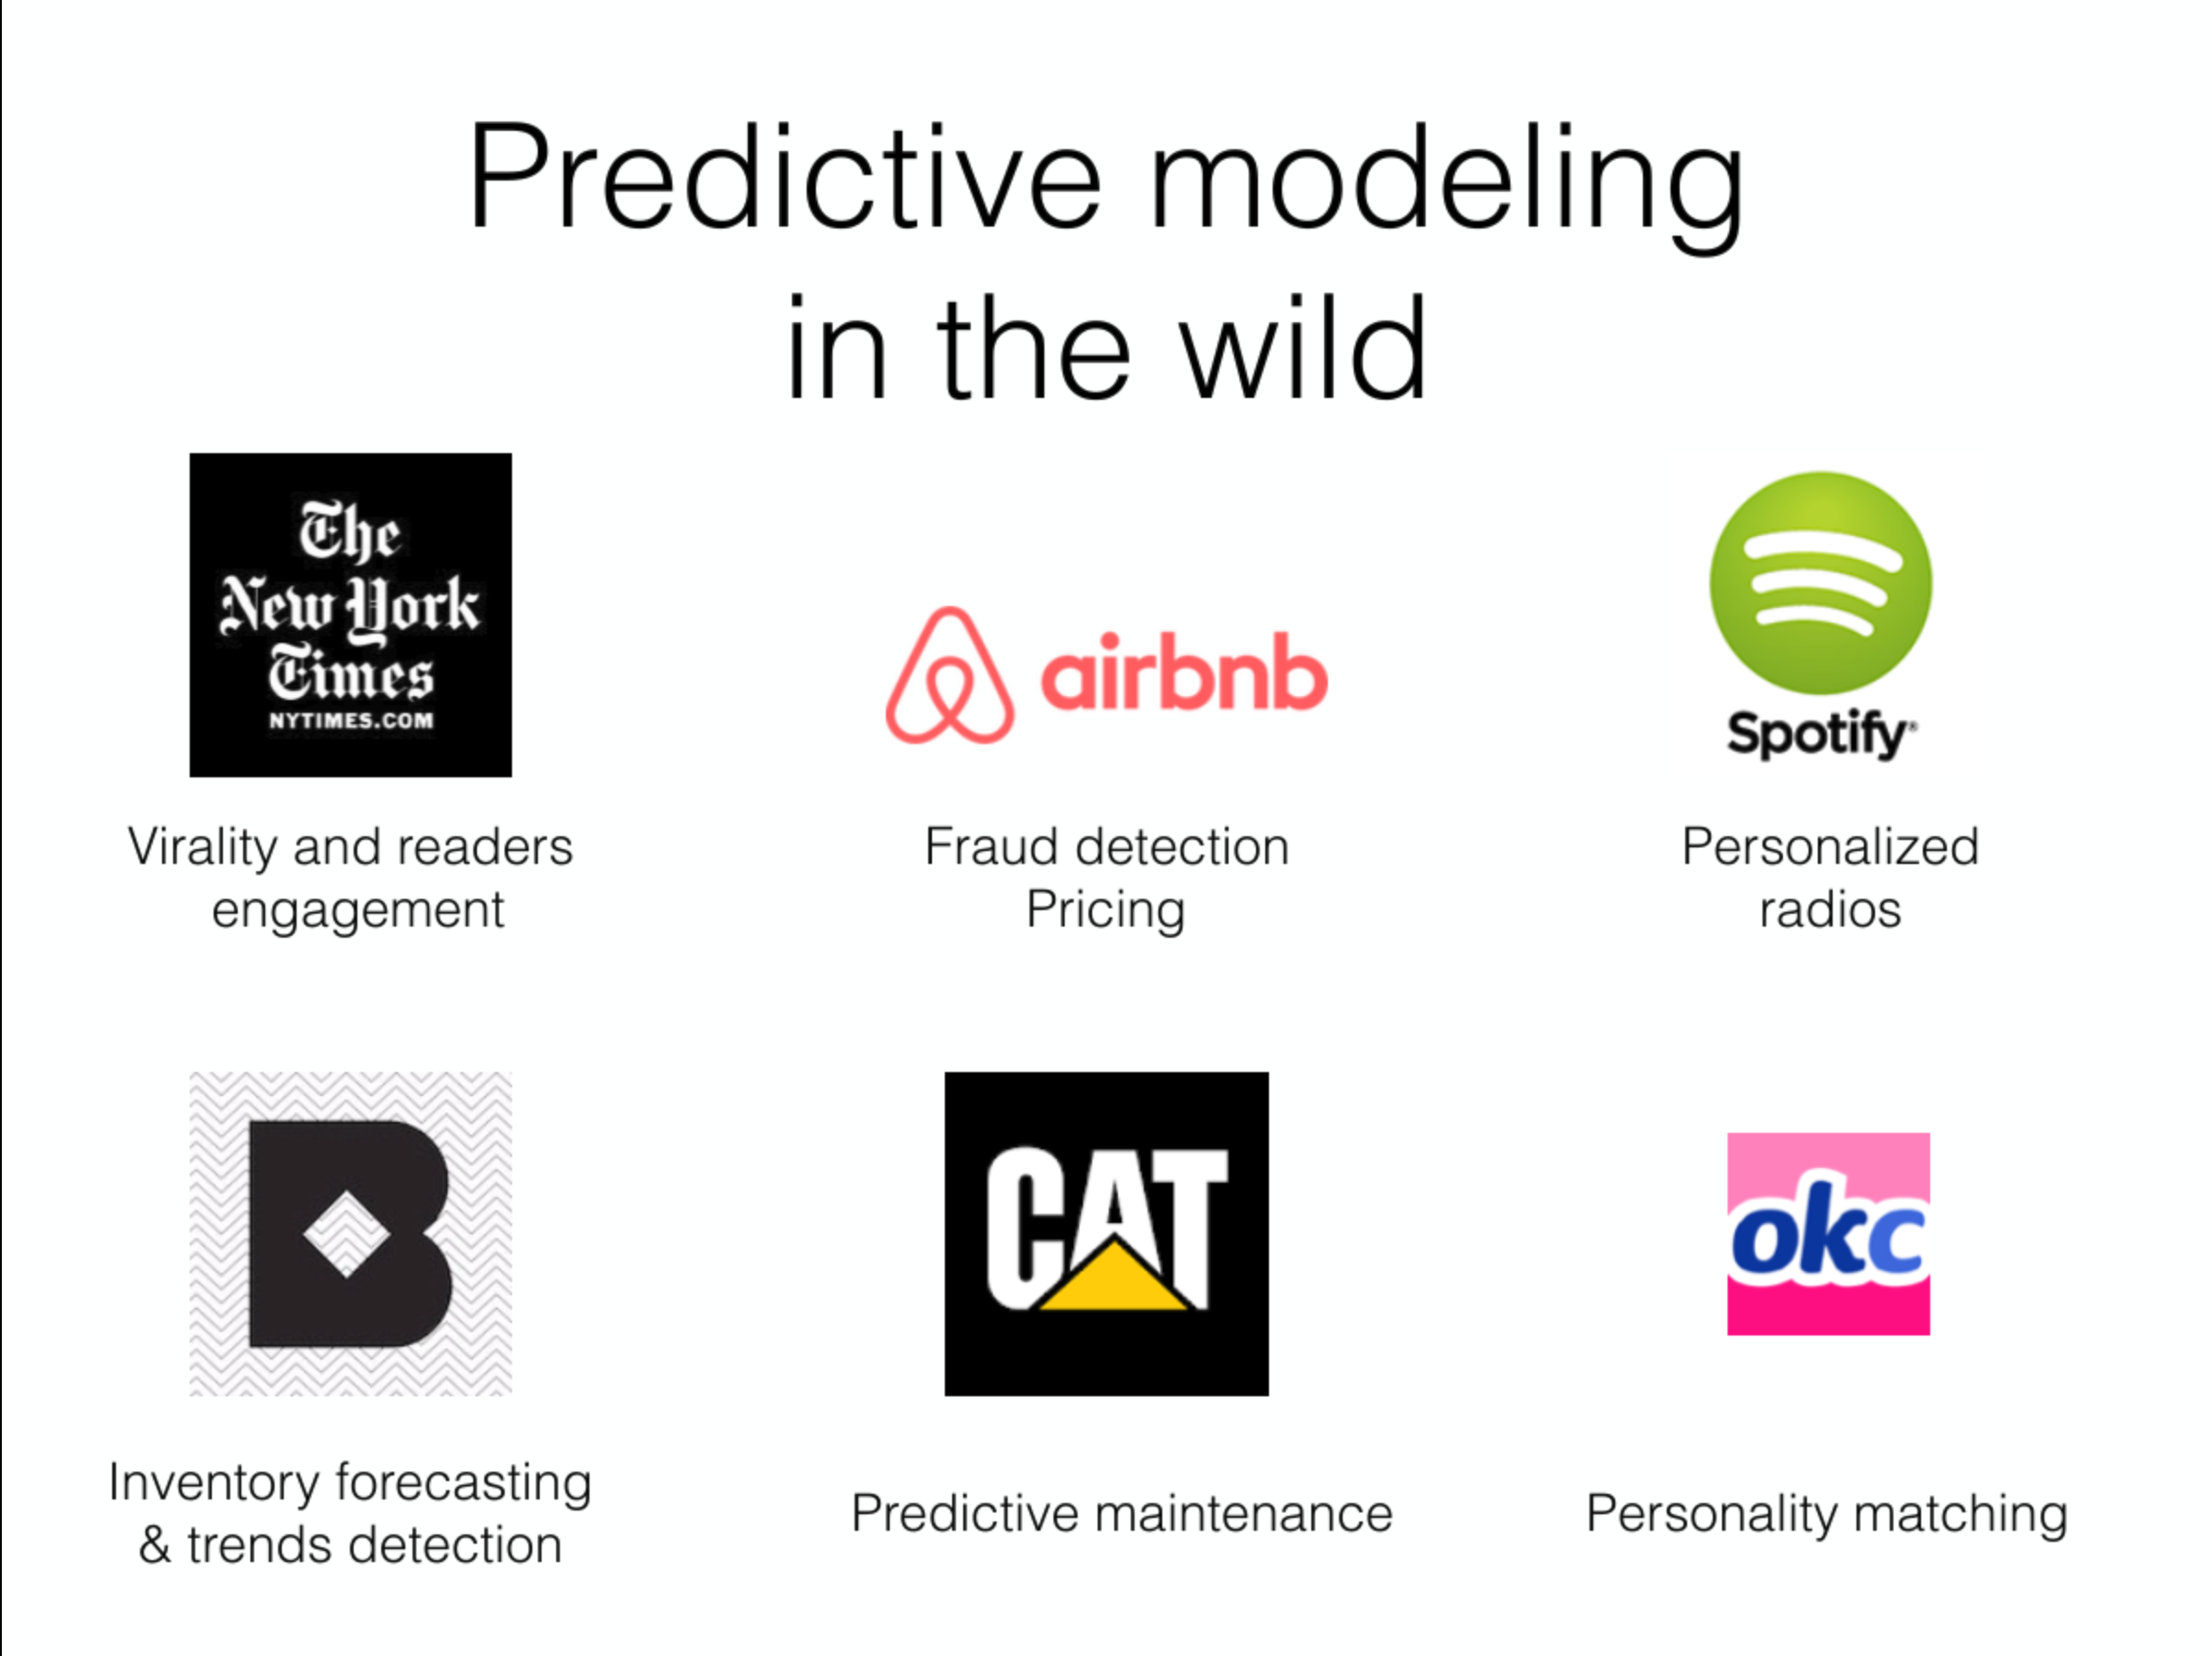 Predictive modeling
in the wild
The
New York
Times
NYTIMES.COM
Virality and readers
engagement
airbnb
Fraud detection
Pricing
Spotify®
Personalized
radios
B
Inventory forecasting
& trends detection
CAT
Predictive maintenance
okc
Personality matching